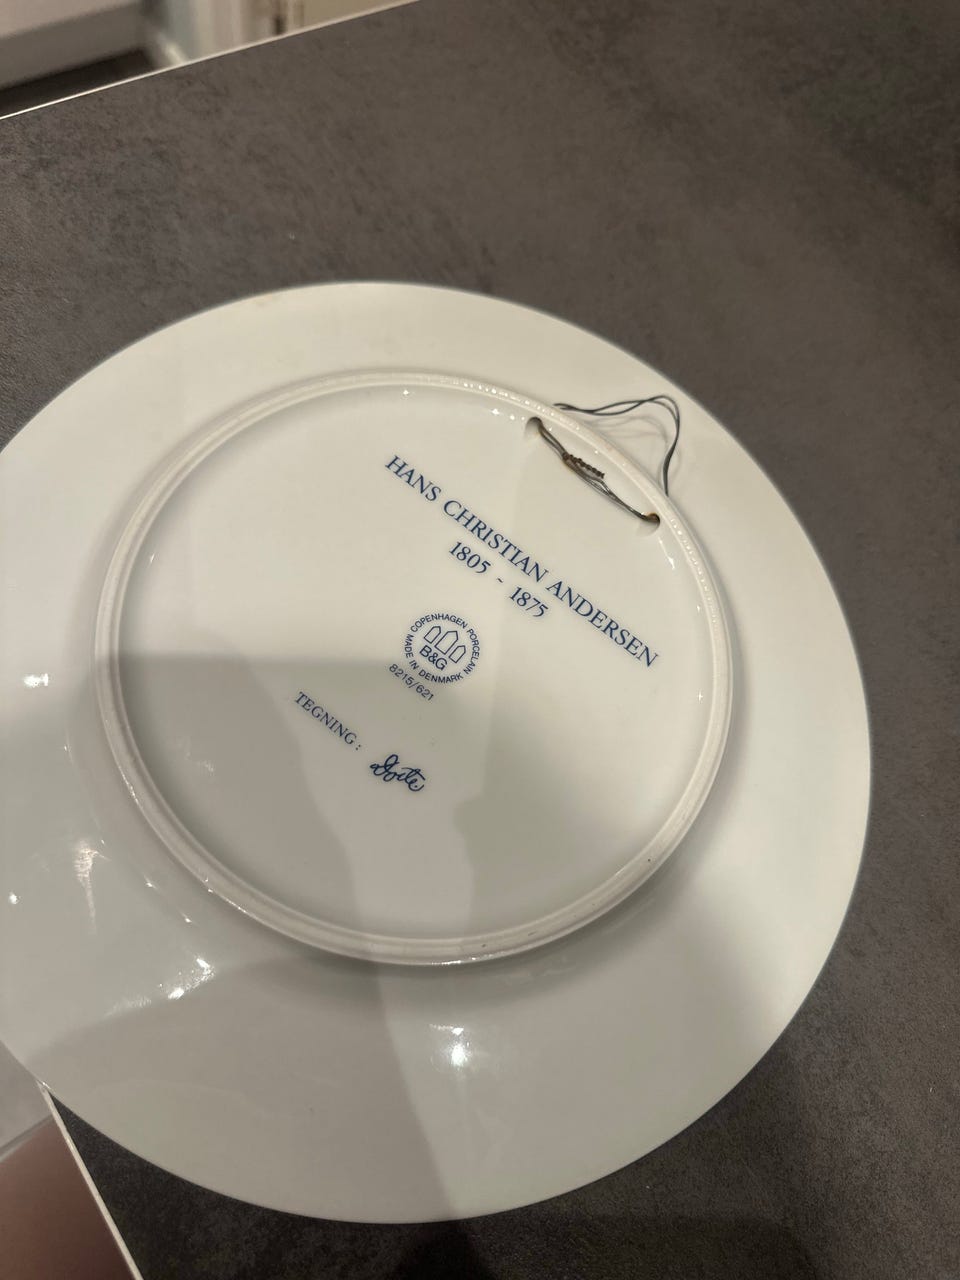 HANS CHRISTIAN ANDERSEN
1805 - 1875
COPENHAGEN PORCELAIN
MADE IN DENMARK
B&G
8215/621
TEGNING: